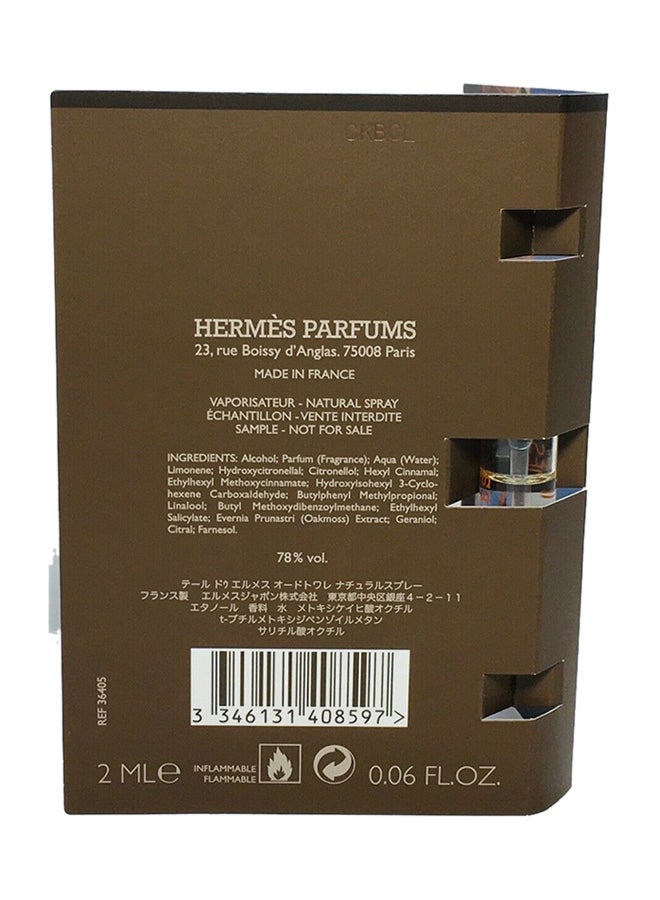 CKBCL
HERMÈS PARFUMS
23, rue Boissy d'Anglas. 75008 Paris
MADE IN FRANCE
VAPORISATEUR - NATURAL SPRAY
ÉCHANTILLON - VENTE INTERDITE
SAMPLE - NOT FOR SALE
INGREDIENTS: Alcohol; Parfum (Fragrance); Aqua (Water);
Limonene; Hydroxycitronellal; Citronellol; Hexyl Cinnamal;
Ethylhexyl Methoxycinnamate; Hydroxyisohexyl 3-Cyclo-
hexene Carboxaldehyde; Butylphenyl Methylpropional;
Linalool; Butyl Methoxydibenzoylmethane; Ethylhexyl
Salicylate; Evernia Prunastri (Oakmoss) Extract; Geraniol;
Citral; Farnesol.
78% vol.
テール ドゥ エルメス オードトワレ ナチュラルスプレー
フランス製 エルメスジャポン株式会社 東京都中央区銀座4-2-11
エタノール 香料 水 メトキシケイヒ酸オクチル
t-ブチルメトキシジベンゾイルメタン
サリチル酸オクチル
REF 36405
3 346131 408597>
2 ML℮
INFLAMMABLE
FLAMMABLE
0.06 FL.OZ.